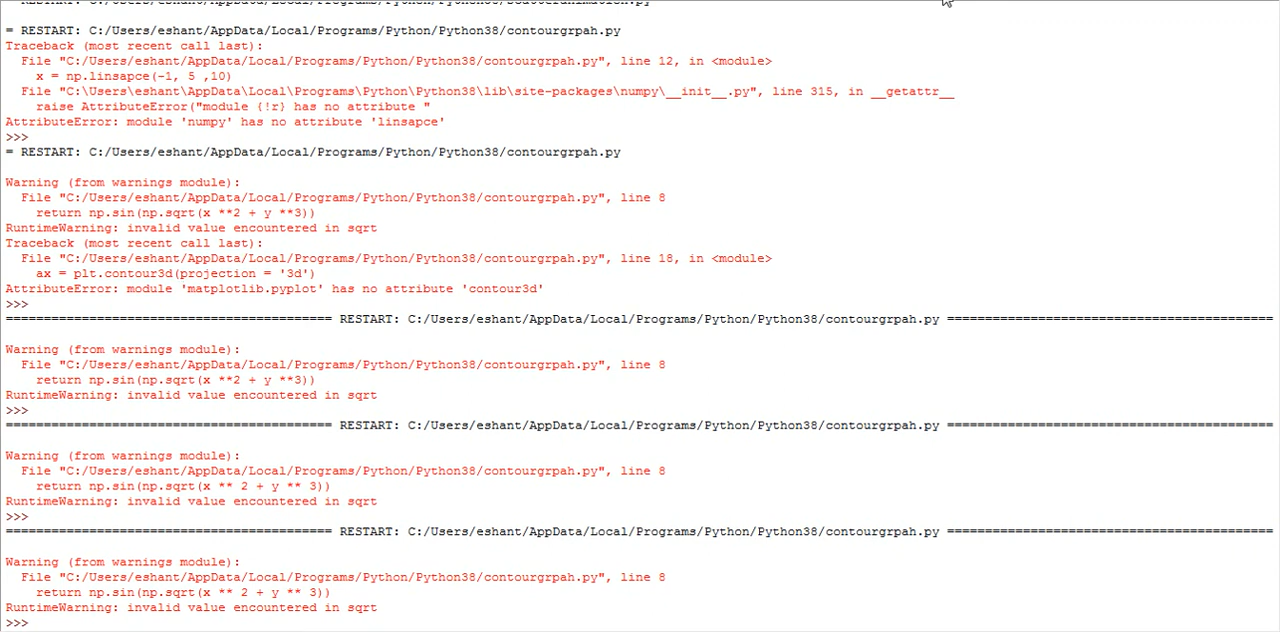 = RESTART: C:/Users/eshant/AppData/Local/Programs/Python/Python38/contourgrpah.py
Traceback (most recent call last):
  File "C:/Users/eshant/AppData/Local/Programs/Python/Python38/contourgrpah.py", line 12, in <module>
    x = np.linsapce(-1, 5 ,10)
  File "C:\Users\eshant\AppData\Local\Programs\Python\Python38\lib\site-packages\numpy\__init__.py", line 315, in __getattr__
    raise AttributeError("module {!r} has no attribute "
AttributeError: module 'numpy' has no attribute 'linsapce'
>>>
= RESTART: C:/Users/eshant/AppData/Local/Programs/Python/Python38/contourgrpah.py
Warning (from warnings module):
  File "C:/Users/eshant/AppData/Local/Programs/Python/Python38/contourgrpah.py", line 8
    return np.sin(np.sqrt(x **2 + y **3))
RuntimeWarning: invalid value encountered in sqrt
Traceback (most recent call last):
  File "C:/Users/eshant/AppData/Local/Programs/Python/Python38/contourgrpah.py", line 18, in <module>
    ax = plt.contour3d(projection = '3d')
AttributeError: module 'matplotlib.pyplot' has no attribute 'contour3d'
>>>
=========================================== RESTART: C:/Users/eshant/AppData/Local/Programs/Python/Python38/contourgrpah.py ===========================================
Warning (from warnings module):
  File "C:/Users/eshant/AppData/Local/Programs/Python/Python38/contourgrpah.py", line 8
    return np.sin(np.sqrt(x **2 + y **3))
RuntimeWarning: invalid value encountered in sqrt
>>>
=========================================== RESTART: C:/Users/eshant/AppData/Local/Programs/Python/Python38/contourgrpah.py ===========================================
Warning (from warnings module):
  File "C:/Users/eshant/AppData/Local/Programs/Python/Python38/contourgrpah.py", line 8
    return np.sin(np.sqrt(x ** 2 + y ** 3))
RuntimeWarning: invalid value encountered in sqrt
>>>
=========================================== RESTART: C:/Users/eshant/AppData/Local/Programs/Python/Python38/contourgrpah.py ===========================================
Warning (from warnings module):
  File "C:/Users/eshant/AppData/Local/Programs/Python/Python38/contourgrpah.py", line 8
    return np.sin(np.sqrt(x ** 2 + y ** 3))
RuntimeWarning: invalid value encountered in sqrt
>>>